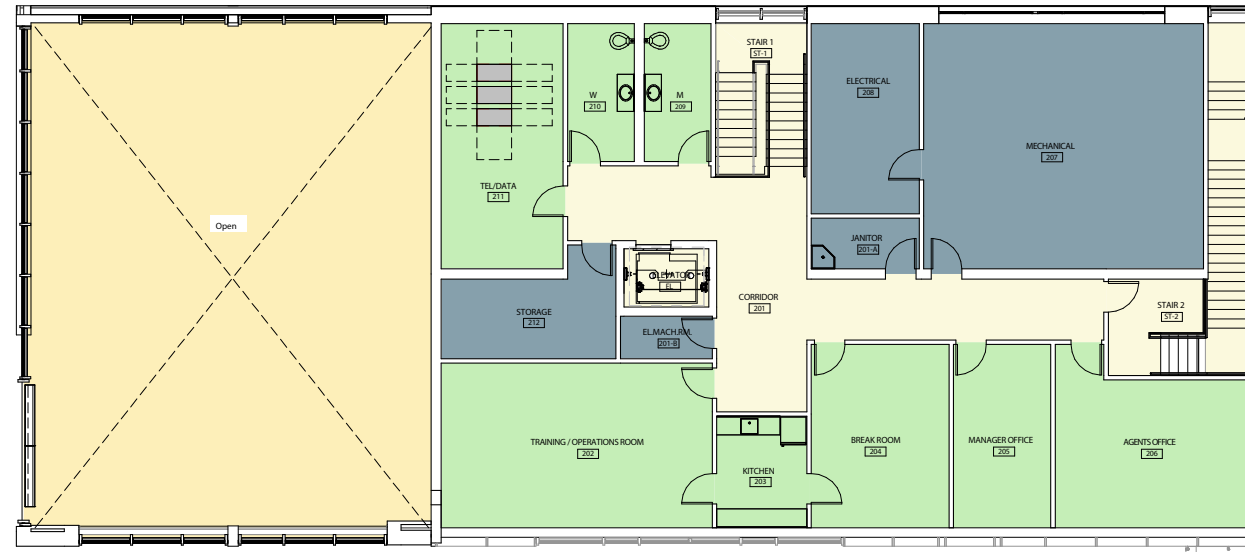 Open
TEL/DATA
211
W
210
M
209
STAIR 1
ST-1
ELECTRICAL
208
MECHANICAL
207
JANITOR
201-A
STORAGE
212
ELEVATOR
EL
EL.MACH.RM.
201-B
CORRIDOR
201
STAIR 2
ST-2
TRAINING / OPERATIONS ROOM
202
KITCHEN
203
BREAK ROOM
204
MANAGER OFFICE
205
AGENTS OFFICE
206